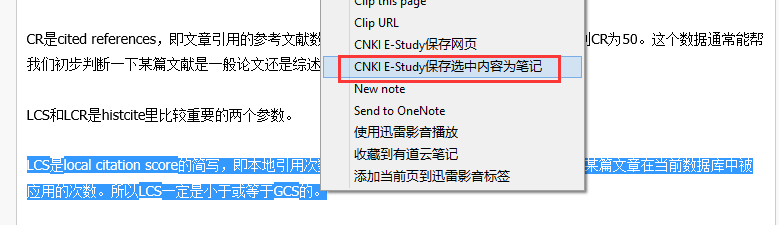 Clip this page
Clip URL
CR是cited references，即文章引用的参考文献数
CNKI E-Study保存网页
CR为50。这个数据通常能帮
我们初步判断一下某篇文献是一般论文还是综述
CNKI E-Study保存选中内容为笔记
New note
LCS和LCR是histcite里比较重要的两个参数。
Send to OneNote
使用迅雷影音播放
收藏到有道云笔记
LCS是local citation score的简写，即本地引用次
某篇文章在当前数据库中被
添加当前页到迅雷影音标签
应用的次数。所以LCS一定是小于或等于GCS的。